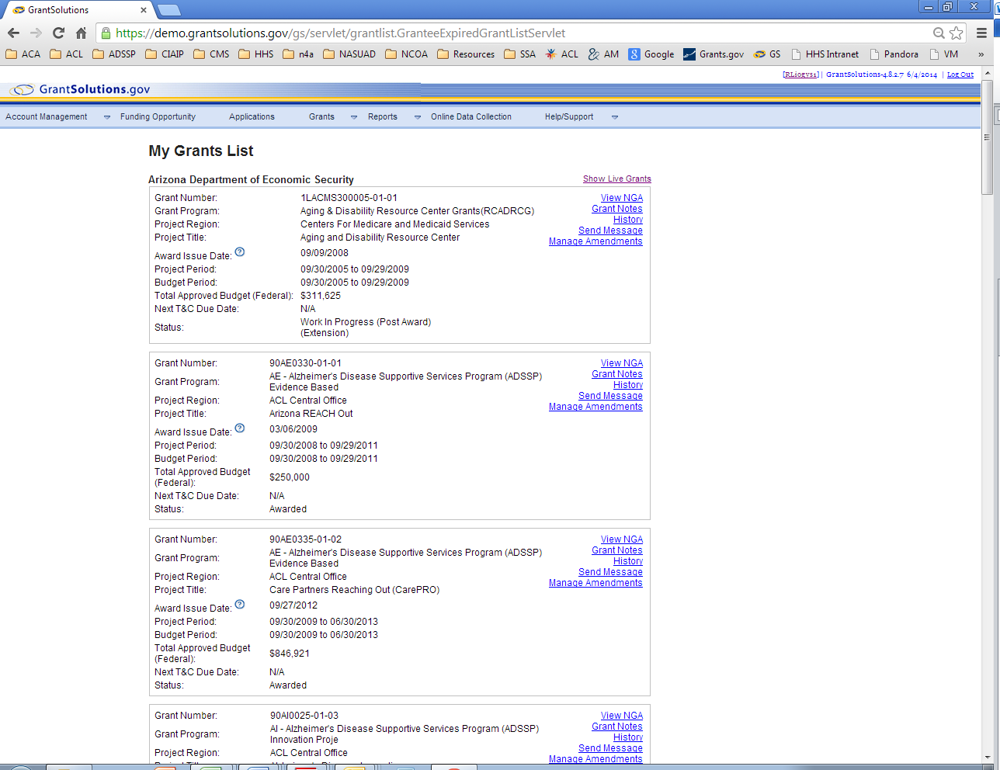 GrantSolutions
https://demo.grantsolutions.gov/gs/servlet/grantlist.GranteeExpiredGrantListServlet
ACA ACL ADSSP CIAIP CMS HHS n4a NASUAD NCOA Resources SSA ACL AM Google Grants.gov GS HHS Intranet Pandora VM »
[RLiogvs1] | GrantSolutions-4.8.2.7 6/4/2014 | Log Out
GrantSolutions.gov
Account Management Funding Opportunity Applications Grants Reports Online Data Collection Help/Support
My Grants List
Arizona Department of Economic Security Show Live Grants
Grant Number: 1LACMS300005-01-01 View NGA
Grant Program: Aging & Disability Resource Center Grants(RCADRCG) Grant Notes
Project Region: Centers For Medicare and Medicaid Services History
Project Title: Aging and Disability Resource Center Send Message
Manage Amendments
Award Issue Date: 09/09/2008
Project Period: 09/30/2005 to 09/29/2009
Budget Period: 09/30/2005 to 09/29/2009
Total Approved Budget (Federal): $311,625
Next T&C Due Date: N/A
Status: Work In Progress (Post Award)
(Extension)
Grant Number: 90AE0330-01-01 View NGA
Grant Program: AE - Alzheimer's Disease Supportive Services Program (ADSSP) Grant Notes
Evidence Based History
Project Region: ACL Central Office Send Message
Project Title: Arizona REACH Out Manage Amendments
Award Issue Date: 03/06/2009
Project Period: 09/30/2008 to 09/29/2011
Budget Period: 09/30/2008 to 09/29/2011
Total Approved Budget
(Federal): $250,000
Next T&C Due Date: N/A
Status: Awarded
Grant Number: 90AE0335-01-02 View NGA
Grant Program: AE - Alzheimer's Disease Supportive Services Program (ADSSP) Grant Notes
Evidence Based History
Project Region: ACL Central Office Send Message
Project Title: Care Partners Reaching Out (CarePRO) Manage Amendments
Award Issue Date: 09/27/2012
Project Period: 09/30/2009 to 06/30/2013
Budget Period: 09/30/2009 to 06/30/2013
Total Approved Budget
(Federal): $846,921
Next T&C Due Date: N/A
Status: Awarded
Grant Number: 90AI0025-01-03 View NGA
Grant Program: AI - Alzheimer's Disease Supportive Services Program (ADSSP) Grant Notes
Innovation Proje History
Project Region: ACL Central Office Send Message
Manage Amendments